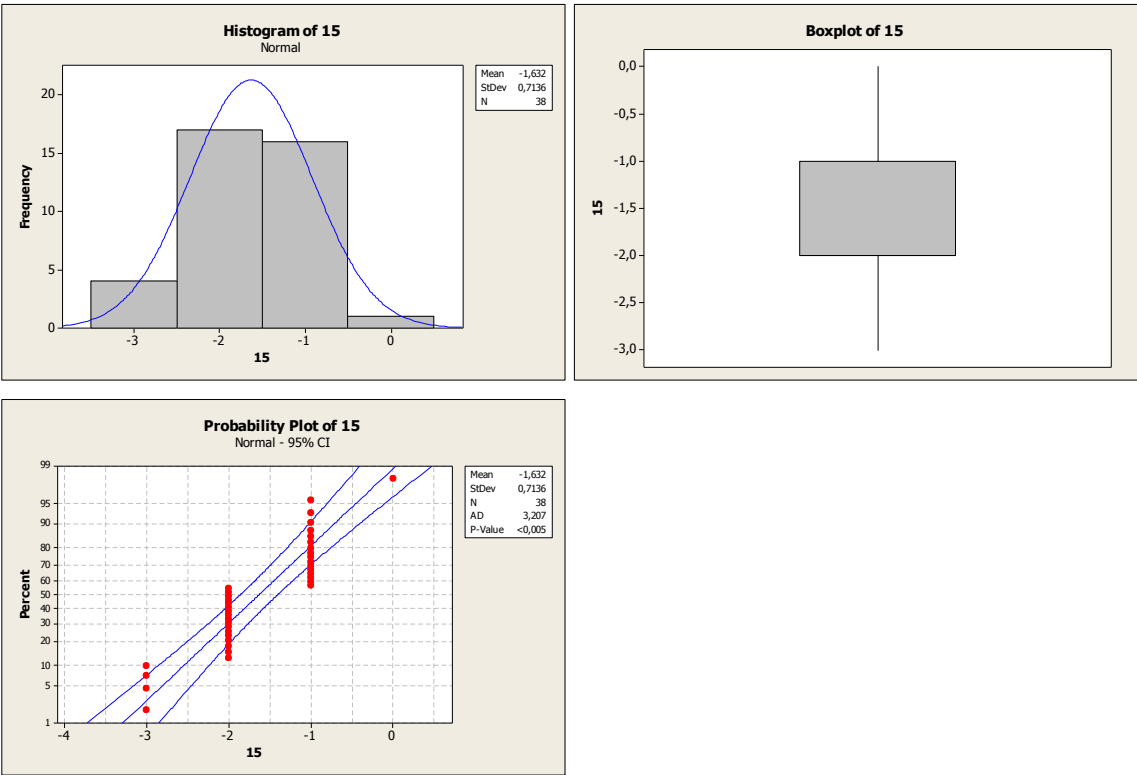 Histogram of 15
Normal
Mean -1,632
StDev 0,7136
N 38
20
15
10
5
0
Frequency
-3 -2 -1 0
15
Boxplot of 15
0,0
-0,5
-1,0
-1,5
-2,0
-2,5
-3,0
15
Probability Plot of 15
Normal - 95% CI
Mean -1,632
StDev 0,7136
N 38
AD 3,207
P-Value <0,005
99
95
90
80
70
60
50
40
30
20
10
5
1
Percent
-4 -3 -2 -1 0
15